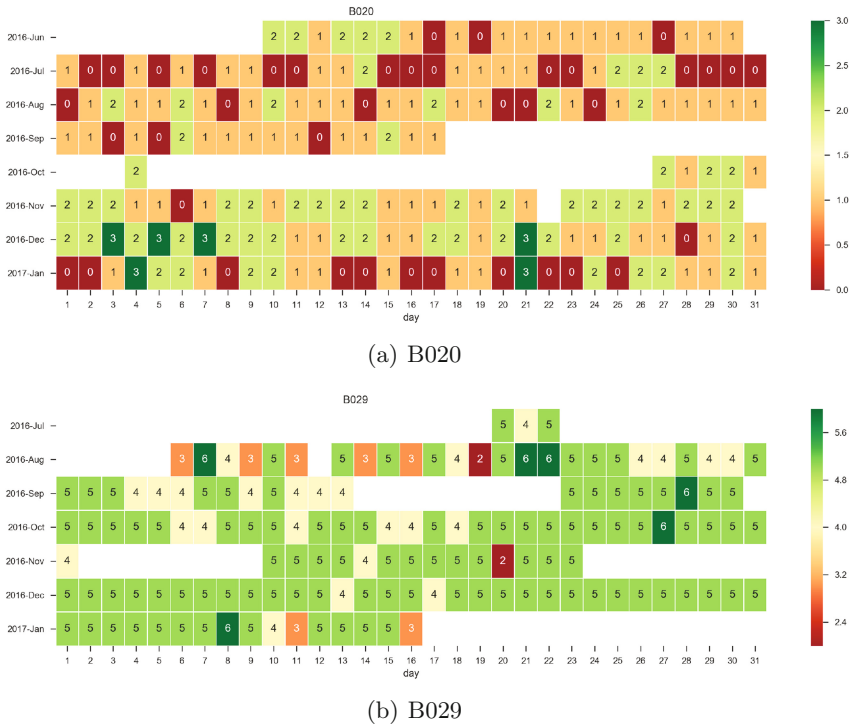 B020
3.0
2016-Jun 2 2 1 2 2 2 1 0 1 0 1 1 1 1 1 1 1 0 1 1 1
2016-Jul 1 0 0 1 0 1 0 1 1 0 0 1 1 2 0 0 0 1 1 1 1 0 0 1 2 2 2 0 0 0 0
2.5
2016-Aug 0 1 2 1 1 2 1 0 1 2 1 1 1 0 1 1 2 1 1 0 0 2 1 0 1 2 1 1 1 1 1
2.0
2016-Sep 1 1 0 1 0 2 1 1 1 1 1 0 1 1 2 1 1
1.5
2016-Oct 2 2 1 2 2 1
1.0
2016-Nov 2 2 2 1 1 0 1 2 2 1 2 2 2 2 1 1 1 2 1 2 1 2 2 2 2 1 2 2 2
2016-Dec 2 2 3 2 3 2 3 2 2 2 1 1 2 2 1 1 2 2 1 2 3 2 1 1 2 1 1 0 1 2 1
0.5
2017-Jan 0 0 1 3 2 2 1 0 2 2 1 1 0 0 1 0 0 1 1 0 3 0 0 2 0 2 2 1 1 2 1
0.0
1 2 3 4 5 6 7 8 9 10 11 12 13 14 15 16 17 18 19 20 21 22 23 24 25 26 27 28 29 30 31
day
(a) B020
B029
2016-Jul 5 4 5
5.6
2016-Aug 3 6 4 3 5 3 5 3 5 3 5 4 2 5 6 6 5 5 5 4 4 5 4 4 5
4.8
2016-Sep 5 5 5 4 4 4 5 5 4 5 4 4 4 5 5 5 5 5 6 5 5
4.0
2016-Oct 5 5 5 5 5 4 4 5 5 5 4 5 5 5 4 4 5 4 5 5 5 5 5 5 5 5 6 5 5 5 5
2016-Nov 4 5 5 5 5 4 5 5 5 5 5 2 5 5 5
3.2
2016-Dec 5 5 5 5 5 5 5 5 5 5 5 5 4 5 5 5 4 5 5 5 5 5 5 5 5 5 5 5 5 5 5
2.4
2017-Jan 5 5 5 5 5 5 5 6 5 4 3 5 5 5 5 3
1 2 3 4 5 6 7 8 9 10 11 12 13 14 15 16 17 18 19 20 21 22 23 24 25 26 27 28 29 30 31
day
(b) B029